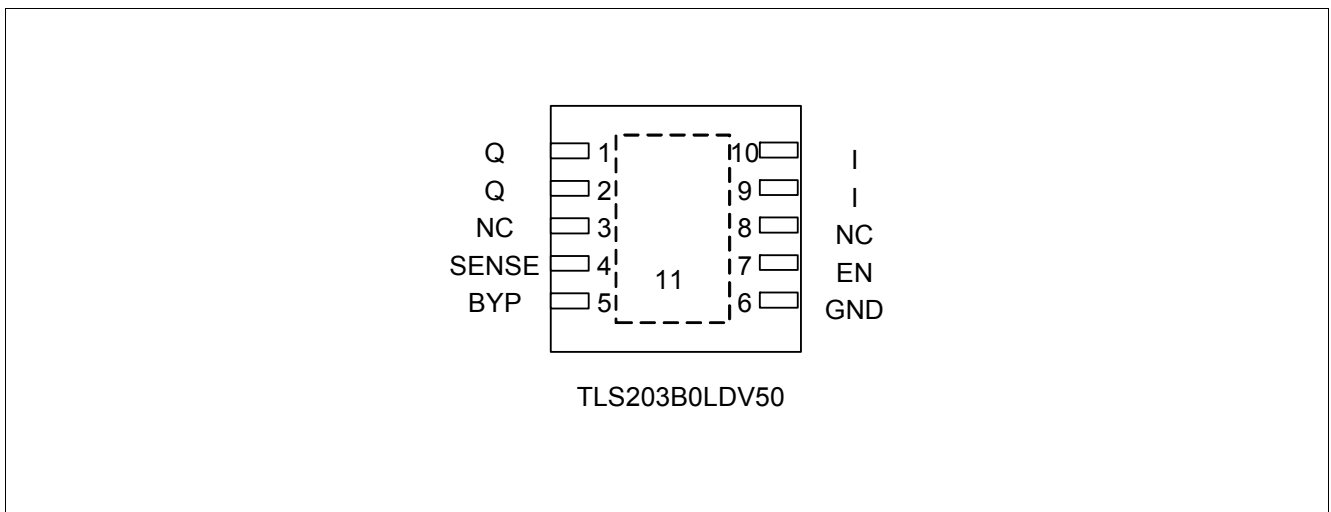 Q 1 10 I
Q 2 9 I
NC 3 8 NC
SENSE 4 7 EN
BYP 5 11 6 GND
TLS203B0LDV50